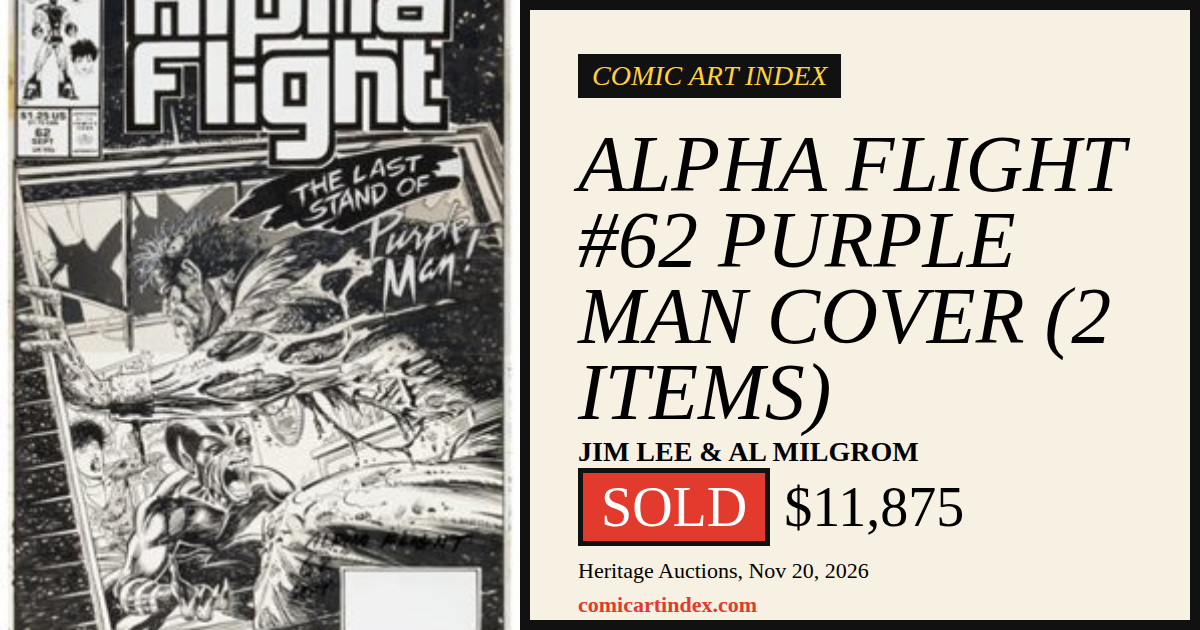 Alpha
Flight
$1.25 US
62
SEPT
THE LAST
STAND OF
Purple
Man!
ALPHA FLIGHT
COMIC ART INDEX
ALPHA FLIGHT
#62 PURPLE
MAN COVER (2
ITEMS)
JIM LEE & AL MILGROM
SOLD $11,875
Heritage Auctions, Nov 20, 2026
comicartindex.com